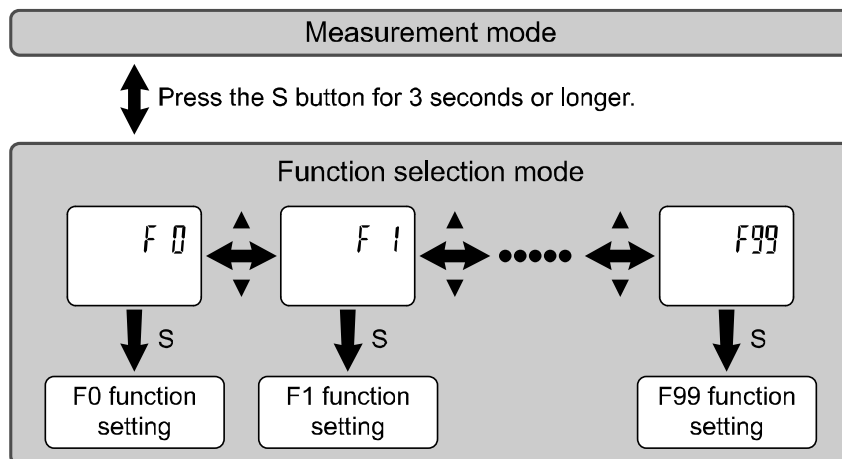 Measurement mode
Press the S button for 3 seconds or longer.
Function selection mode
F 0
F 1
F99
S
S
S
F0 function
setting
F1 function
setting
F99 function
setting